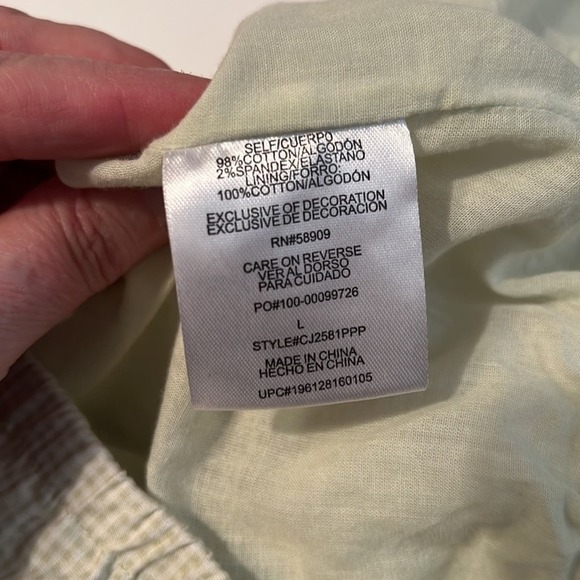 SELF/CUERPO
98%COTTON/ALGODÓN
2%SPANDEX/ELASTANO
LINING/FORRO
100%COTTON/ALGODÓN
EXCLUSIVE OF DECORATION
EXCLUSIVE DE DECORACION
RN#58909
CARE ON REVERSE
VER AL DORSO
PARA CUIDADO
PO#100-00099726
L
STYLE#CJ2581PPP
MADE IN CHINA
HECHO EN CHINA
UPC#196128160105